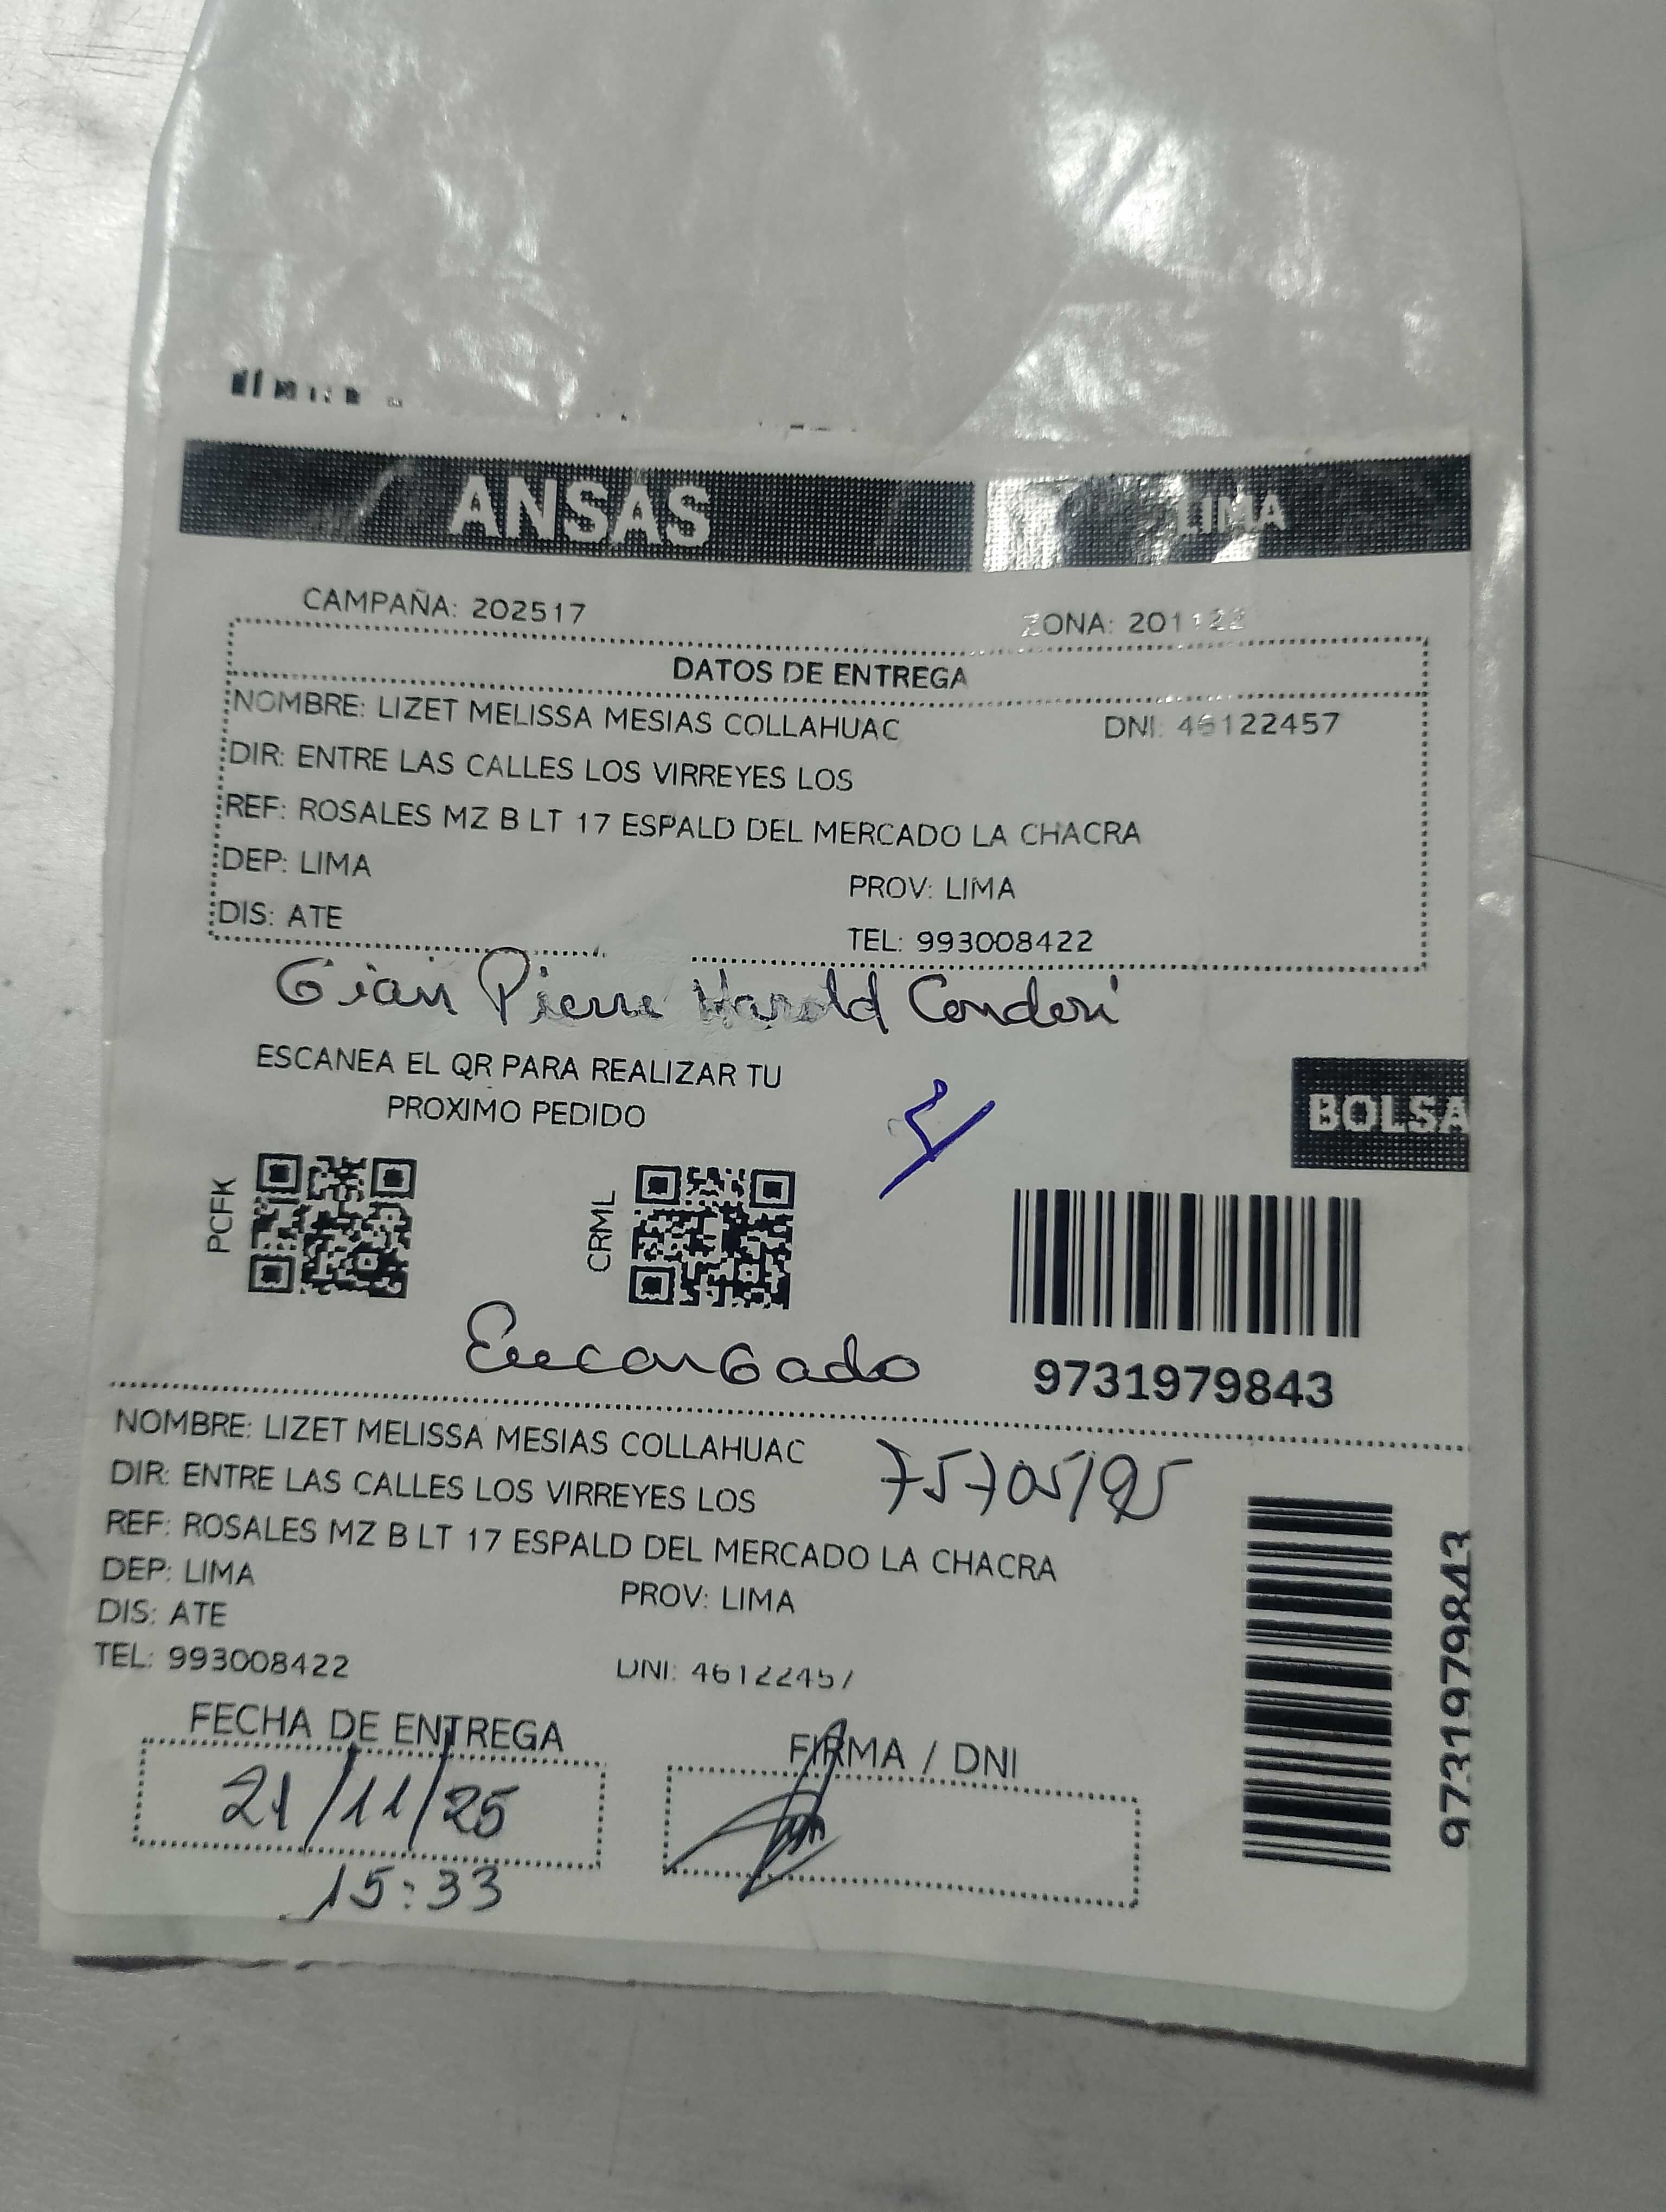 ANSAS LIMA
CAMPAÑA: 202517 ZONA: 201122
DATOS DE ENTREGA
NOMBRE: LIZET MELISSA MESIAS COLLAHUAC DNI: 46122457
DIR: ENTRE LAS CALLES LOS VIRREYES LOS
REF: ROSALES MZ B LT 17 ESPALD DEL MERCADO LA CHACRA
DEP: LIMA PROV: LIMA
DIS: ATE TEL: 993008422
Gian Pierre Harold Condori
ESCANEA EL QR PARA REALIZAR TU
PROXIMO PEDIDO
BOLSA
PCFK
CRML
Encargado
9731979843
NOMBRE: LIZET MELISSA MESIAS COLLAHUAC
DIR: ENTRE LAS CALLES LOS VIRREYES LOS
REF: ROSALES MZ B LT 17 ESPALD DEL MERCADO LA CHACRA
DEP: LIMA PROV: LIMA
DIS: ATE
TEL: 993008422 DNI: 46122457
9731979843
FECHA DE ENTREGA FIRMA / DNI
21/11/25
15:33